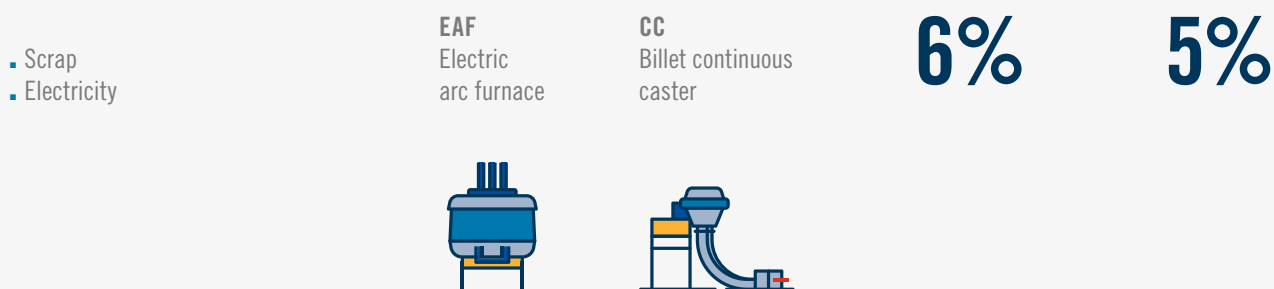 Scrap
Electricity
EAF
Electric
arc furnace
CC
Billet continuous
caster
6%
5%